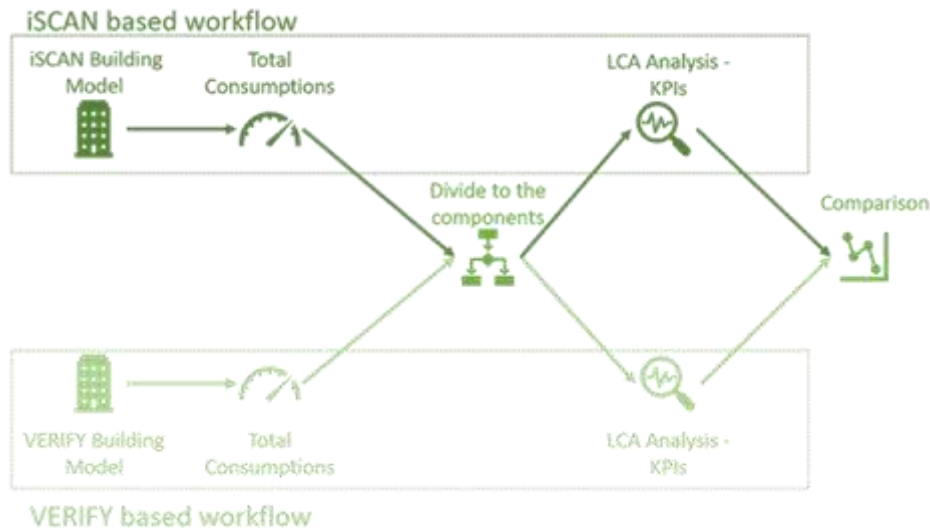 iSCAN based workflow
iSCAN Building
Model
Total
Consumptions
LCA Analysis -
KPIs
Divide to the
components
Comparison
VERIFY Building
Model
Total
Consumptions
LCA Analysis -
KPIs
VERIFY based workflow